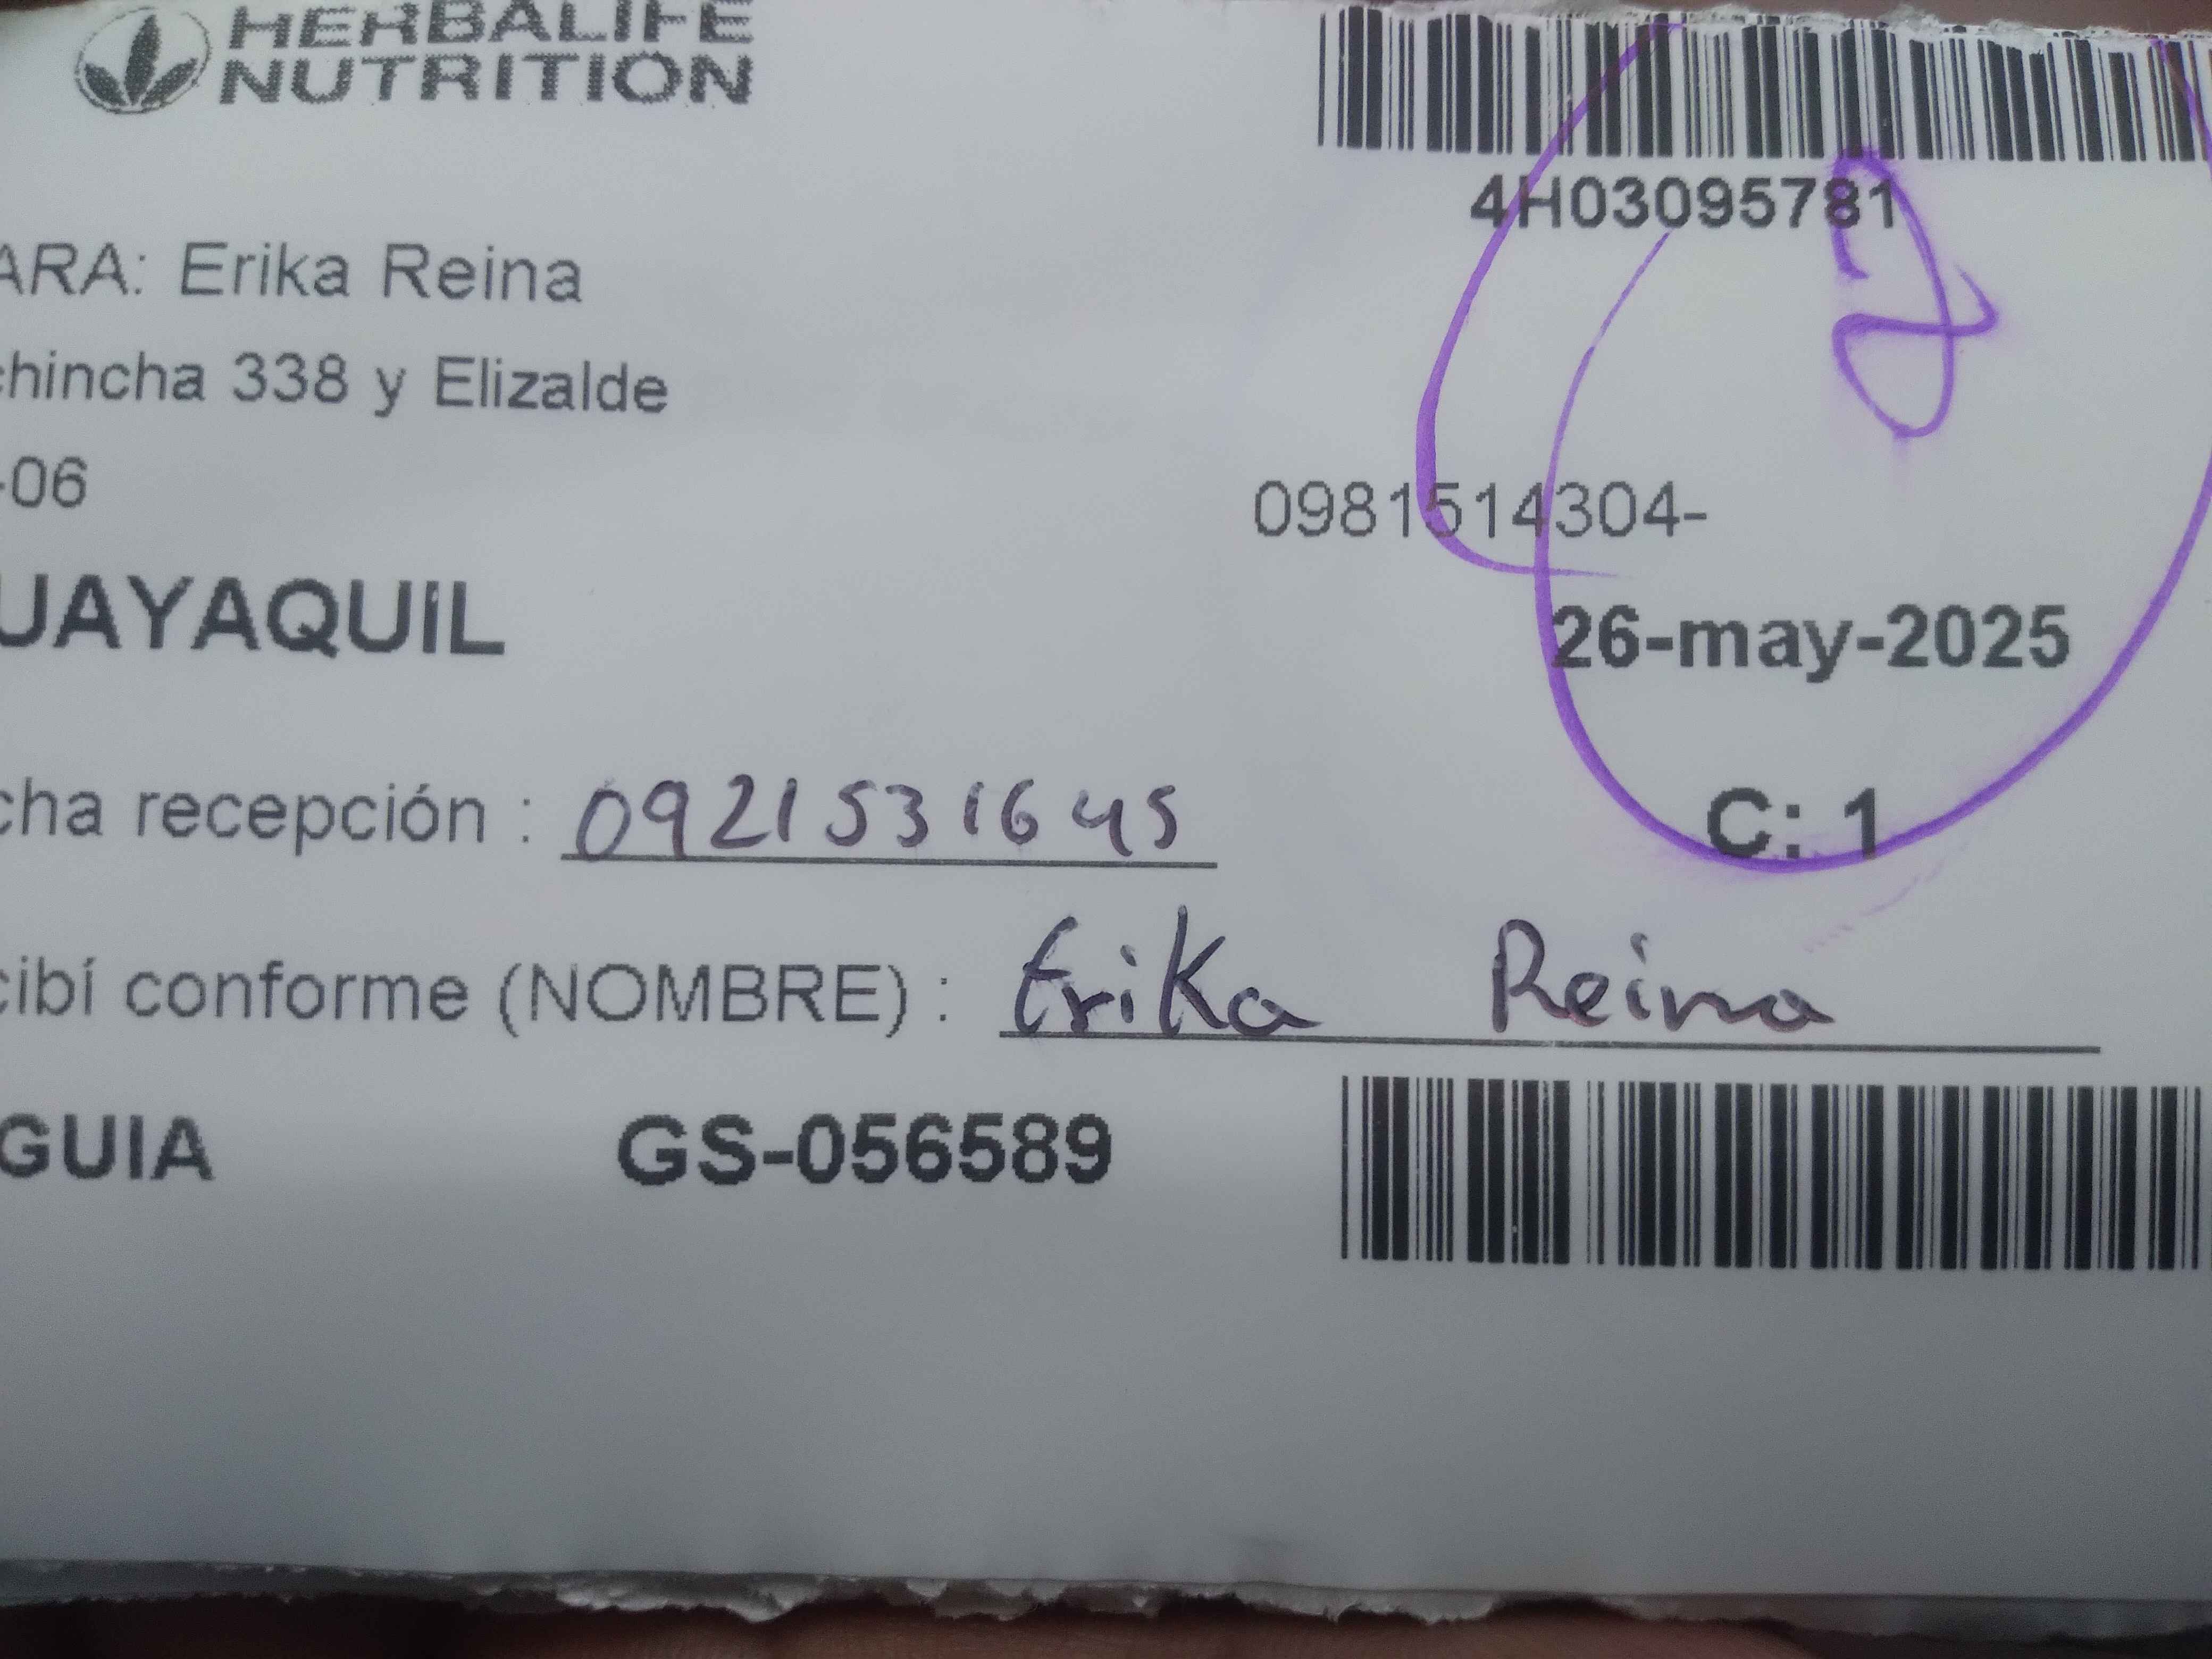 HERBALIFE
NUTRITION
4H03095781
ARA: Erika Reina
chincha 338 y Elizalde
-06
0981514304-
UAYAQUIL
26-may-2025
cha recepción : 0921531645
C: 1
cibí conforme (NOMBRE) : Erika Reina
GUIA GS-056589